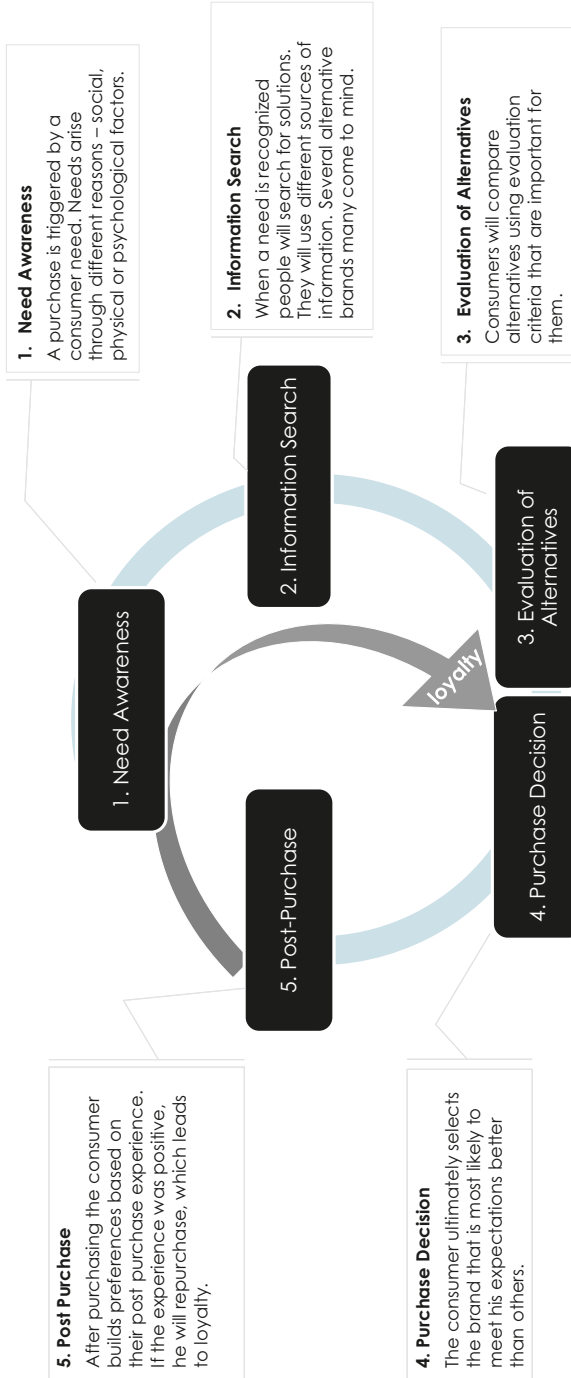 1. Need Awareness
A purchase is triggered by a
consumer need. Needs arise
through different reasons – social,
physical or psychological factors.
2. Information Search
When a need is recognized
people will search for solutions.
They will use different sources of
information. Several alternative
brands many come to mind.
3. Evaluation of Alternatives
Consumers will compare
alternatives using evaluation
criteria that are important for
them.
1. Need Awareness
2. Information Search
3. Evaluation of
Alternatives
loyalty
4. Purchase Decision
5. Post-Purchase
5. Post Purchase
After purchasing the consumer
builds preferences based on
their post purchase experience.
If the experience was positive,
he will repurchase, which leads
to loyalty.
4. Purchase Decision
The consumer ultimately selects
the brand that is most likely to
meet his expectations better
than others.